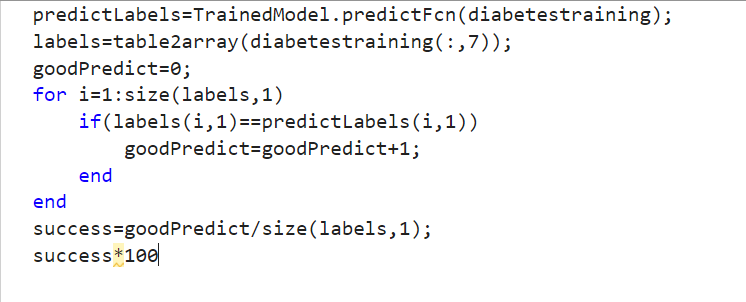 predictLabels=TrainedModel.predictFcn(diabetestraining);
labels=table2array(diabetestraining(:,7));
goodPredict=0;
for i=1:size(labels,1)
    if(labels(i,1)==predictLabels(i,1))
        goodPredict=goodPredict+1;
    end
end
success=goodPredict/size(labels,1);
success*100